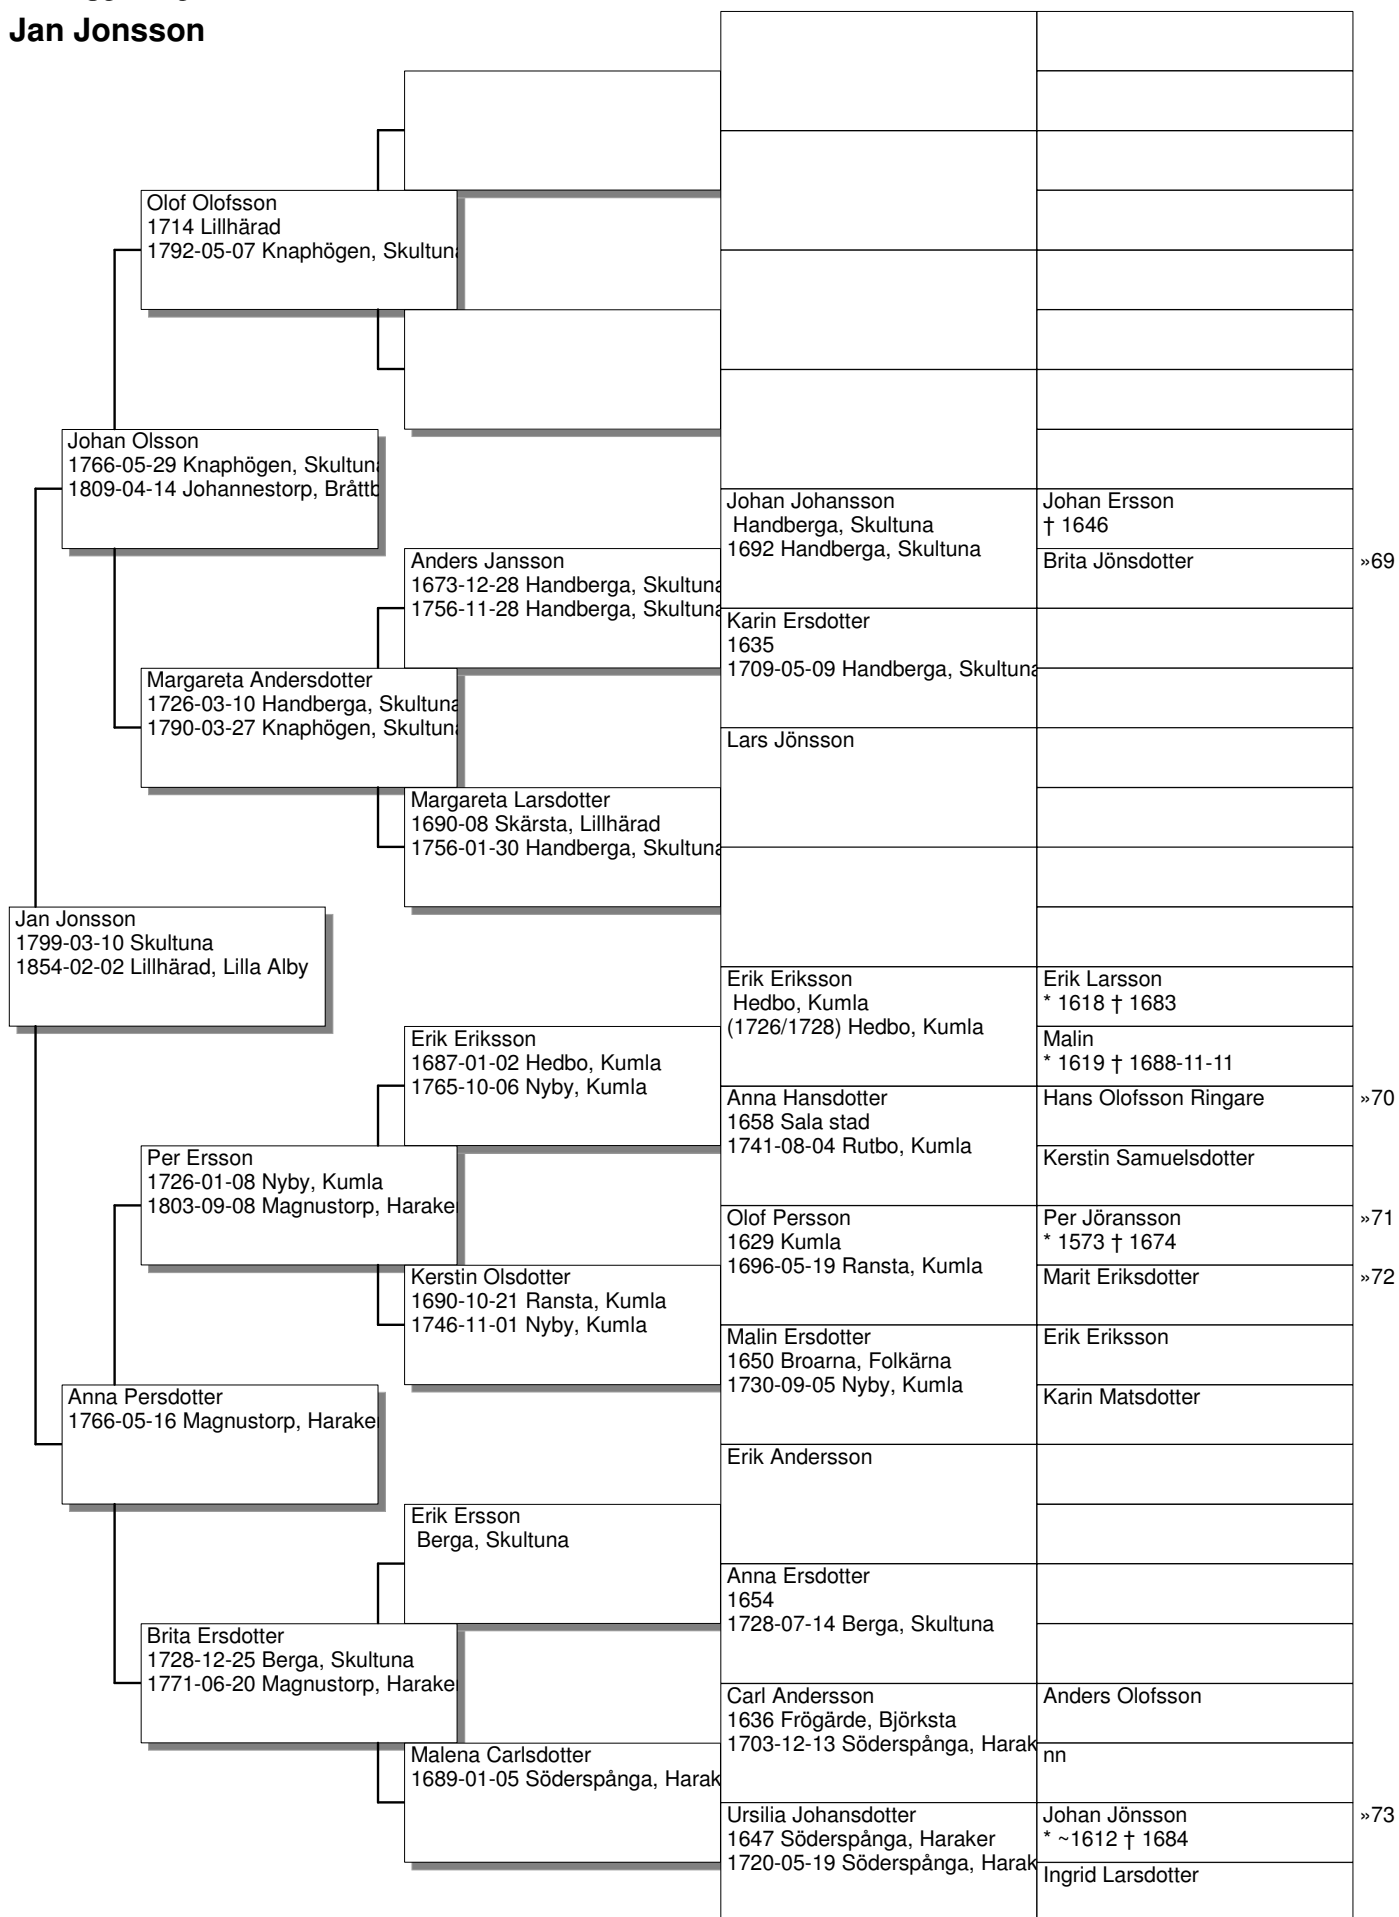 Jan Jonsson
Olof Olofsson
1714 Lillhärad
1792-05-07 Knaphögen, Skultuna
Johan Olsson
1766-05-29 Knaphögen, Skultuna
1809-04-14 Johannestorp, Bråttb
Johan Johansson
Handberga, Skultuna
1692 Handberga, Skultuna
Johan Ersson
† 1646
Brita Jönsdotter
»69
Anders Jansson
1673-12-28 Handberga, Skultuna
1756-11-28 Handberga, Skultuna
Karin Ersdotter
1635
1709-05-09 Handberga, Skultuna
Margareta Andersdotter
1726-03-10 Handberga, Skultuna
1790-03-27 Knaphögen, Skultuna
Lars Jönsson
Margareta Larsdotter
1690-08 Skärsta, Lillhärad
1756-01-30 Handberga, Skultuna
Jan Jonsson
1799-03-10 Skultuna
1854-02-02 Lillhärad, Lilla Alby
Erik Eriksson
Hedbo, Kumla
(1726/1728) Hedbo, Kumla
Erik Larsson
* 1618 † 1683
Malin
* 1619 † 1688-11-11
Erik Eriksson
1687-01-02 Hedbo, Kumla
1765-10-06 Nyby, Kumla
Anna Hansdotter
1658 Sala stad
1741-08-04 Rutbo, Kumla
Hans Olofsson Ringare
»70
Kerstin Samuelsdotter
Per Ersson
1726-01-08 Nyby, Kumla
1803-09-08 Magnustorp, Haraker
Olof Persson
1629 Kumla
1696-05-19 Ransta, Kumla
Per Jöransson
* 1573 † 1674
»71
Marit Eriksdotter
»72
Kerstin Olsdotter
1690-10-21 Ransta, Kumla
1746-11-01 Nyby, Kumla
Malin Ersdotter
1650 Broarna, Folkärna
1730-09-05 Nyby, Kumla
Erik Eriksson
Karin Matsdotter
Anna Persdotter
1766-05-16 Magnustorp, Haraker
Erik Andersson
Erik Ersson
Berga, Skultuna
Anna Ersdotter
1654
1728-07-14 Berga, Skultuna
Brita Ersdotter
1728-12-25 Berga, Skultuna
1771-06-20 Magnustorp, Haraker
Carl Andersson
1636 Frögärde, Björksta
1703-12-13 Söderspånga, Harak
Anders Olofsson
nn
Malena Carlsdotter
1689-01-05 Söderspånga, Harak
Ursilia Johansdotter
1647 Söderspånga, Haraker
1720-05-19 Söderspånga, Harak
Johan Jönsson
* ~1612 † 1684
»73
Ingrid Larsdotter